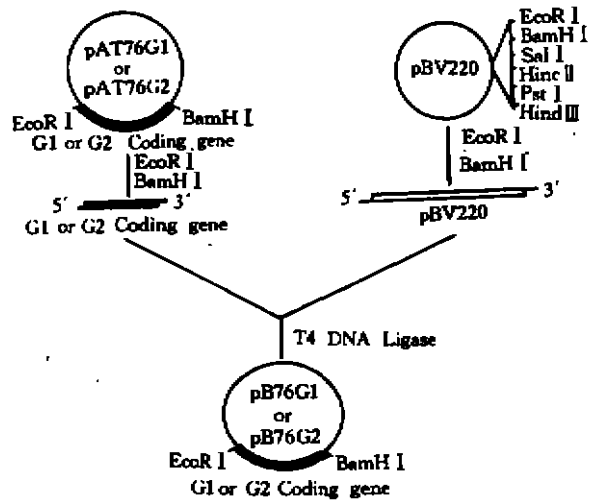 pAT76G1
or
pAT76G2
EcoR I
BamH I
G1 or G2 Coding gene
EcoR I
BamH I
5′
3′
G1 or G2 Coding gene
pBV220
EcoR I
BamH I
Sal I
Hinc II
Pst I
Hind III
EcoR I
BamH I
5′
3′
pBV220
T4 DNA Ligase
pB76G1
or
pB76G2
EcoR I
BamH I
G1 or G2 Coding gene